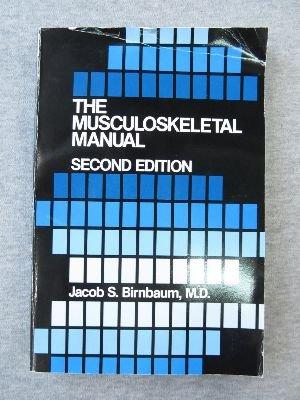 THE
MUSCULOSKELETAL
MANUAL
SECOND EDITION
Jacob S. Birnbaum, M.D.